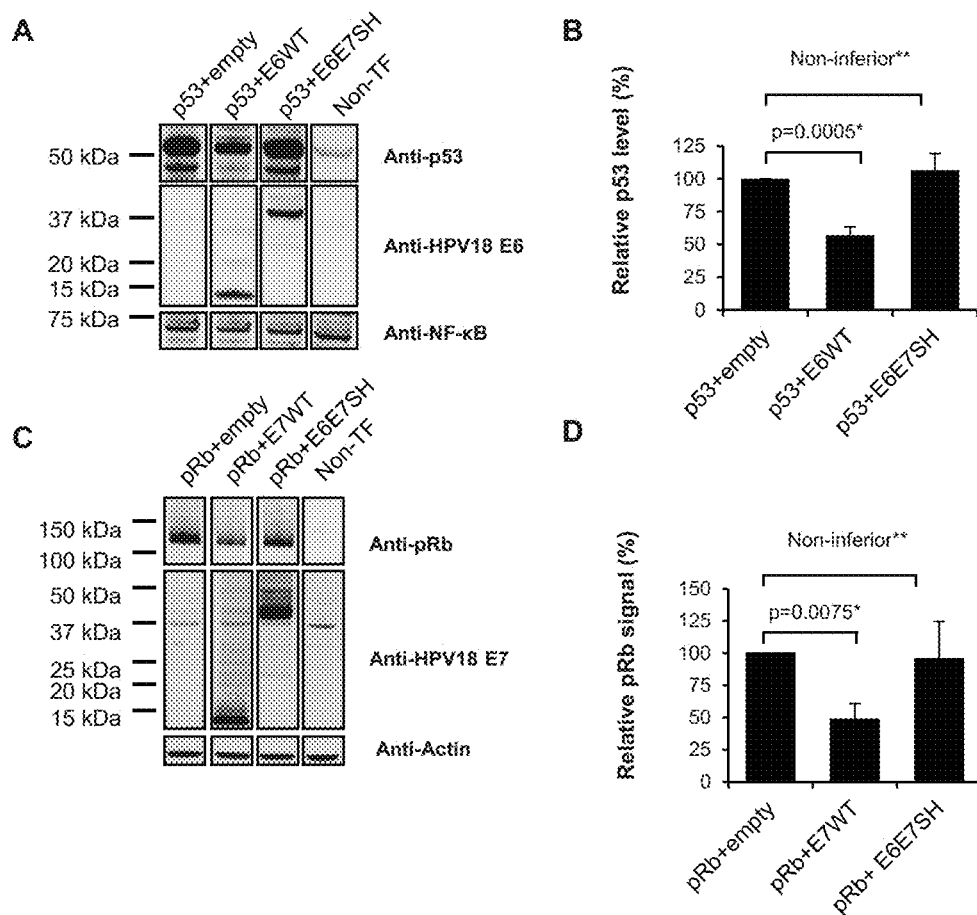 A
p53+empty
p53+E6WT
p53+E6E7SH
Non-TF
50 kDa
Anti-p53
37 kDa
20 kDa
15 kDa
Anti-HPV18 E6
75 kDa
Anti-NF-κB
B
Non-inferior**
p=0.0005*
Relative p53 level (%)
125
100
75
50
25
0
p53+empty
p53+E6WT
p53+E6E7SH
C
pRb+empty
pRb+E7WT
pRb+E6E7SH
Non-TF
150 kDa
100 kDa
Anti-pRb
50 kDa
37 kDa
25 kDa
20 kDa
15 kDa
Anti-HPV18 E7
Anti-Actin
D
Non-inferior**
p=0.0075*
Relative pRb signal (%)
150
125
100
75
50
25
0
pRb+empty
pRb+E7WT
pRb+ E6E7SH